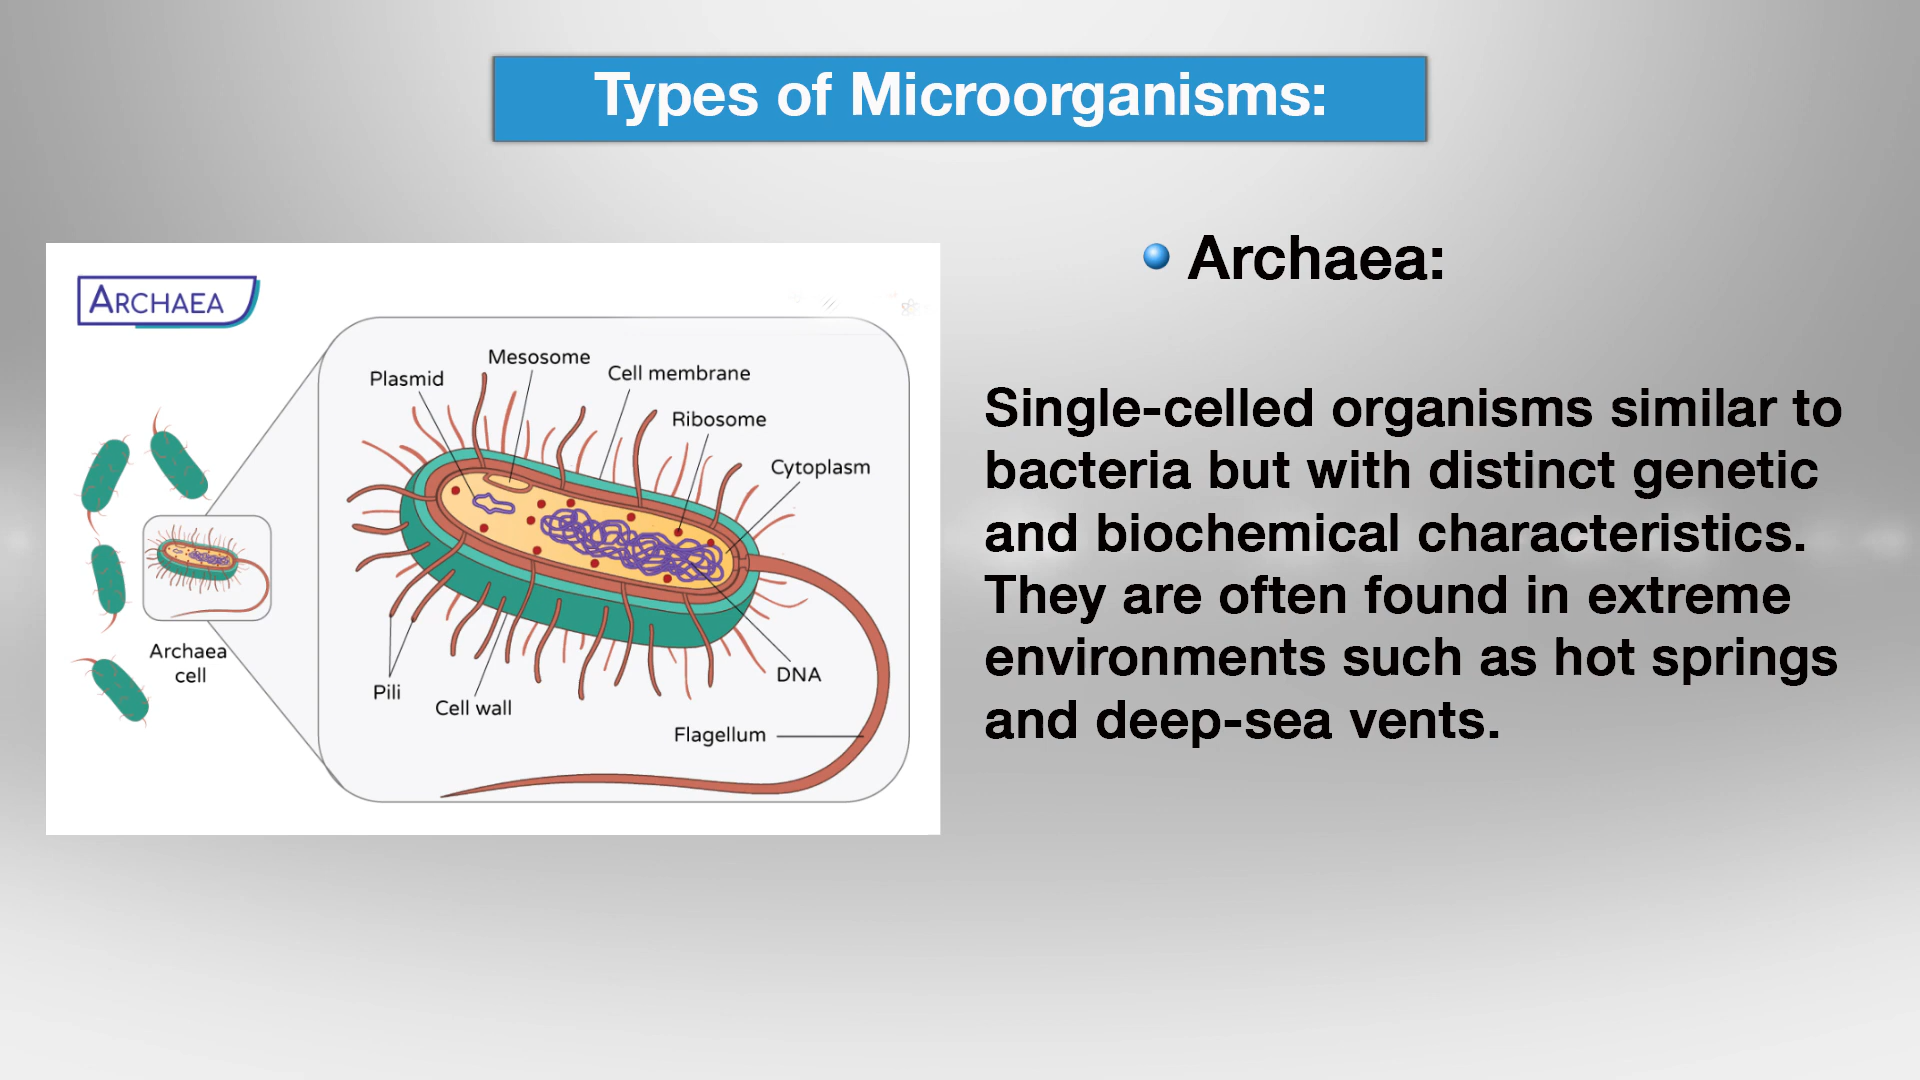 Types of Microorganisms:
ARCHAEA
Mesosome
Plasmid
Cell membrane
Ribosome
Cytoplasm
Archaea
cell
Pili
Cell wall
DNA
Flagellum
• Archaea:
Single-celled organisms similar to
bacteria but with distinct genetic
and biochemical characteristics.
They are often found in extreme
environments such as hot springs
and deep-sea vents.